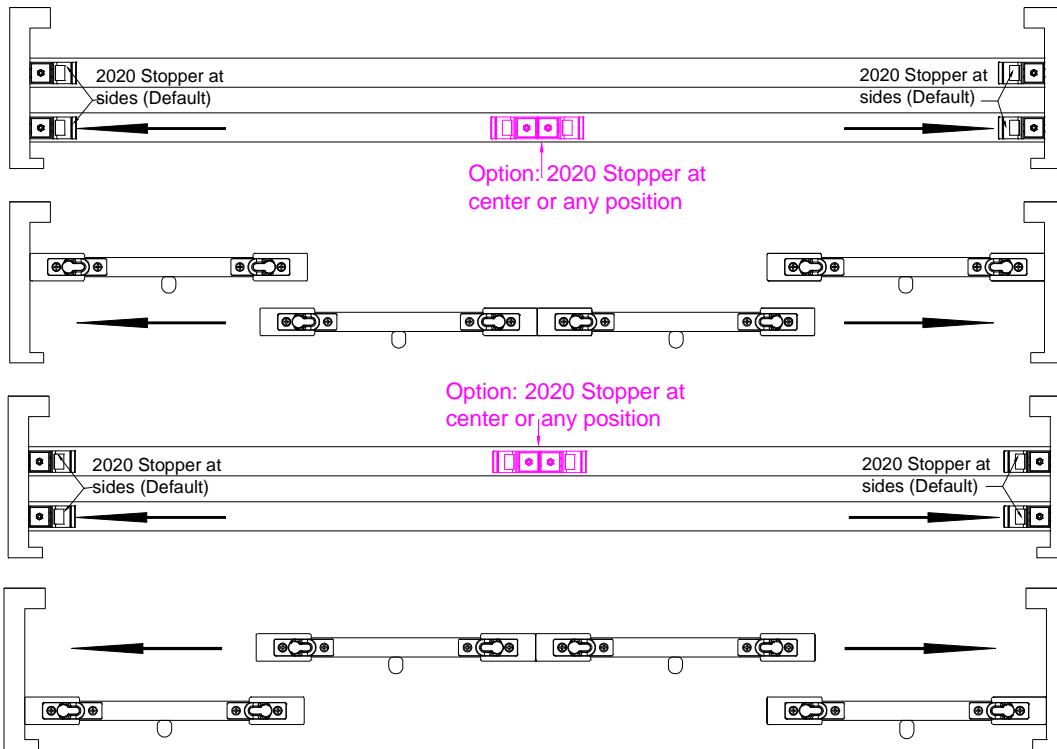 2020 Stopper at
sides (Default)
2020 Stopper at
sides (Default)
Option: 2020 Stopper at
center or any position
Option: 2020 Stopper at
center or any position
2020 Stopper at
sides (Default)
2020 Stopper at
sides (Default)